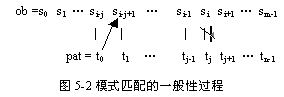 ob =s₀ s₁ ⋯ sᵢ₋ⱼ sᵢ₋ⱼ₊₁ ⋯ sᵢ₋₁ sᵢ sᵢ₊₁ ⋯ sₘ₋₁
pat = t₀ t₁ ⋯ tⱼ₋₁ tⱼ tⱼ₊₁ ⋯ tₙ₋₁
图 5-2 模式匹配的一般性过程